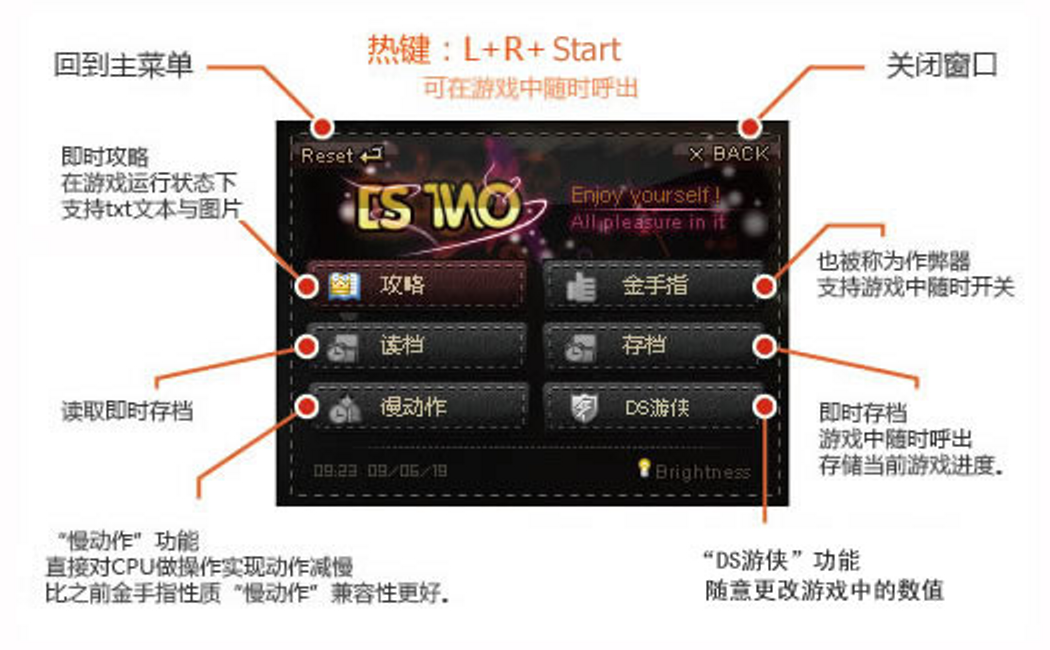 热键：L+R+ Start
可在游戏中随时呼出
回到主菜单
关闭窗口
即时攻略
在游戏运行状态下
支持txt文本与图片
Reset
× BACK
DS TWO
Enjoy yourself!
All pleasure in it
攻略
金手指
读档
存档
慢动作
DS游侠
09:23 09/06/19
Brightness
也被称为作弊器
支持游戏中随时开关
读取即时存档
即时存档
游戏中随时呼出
存储当前游戏进度。
“慢动作”功能
直接对CPU做操作实现动作减慢
比之前金手指性质“慢动作”兼容性更好。
“DS游侠”功能
随意更改游戏中的数值